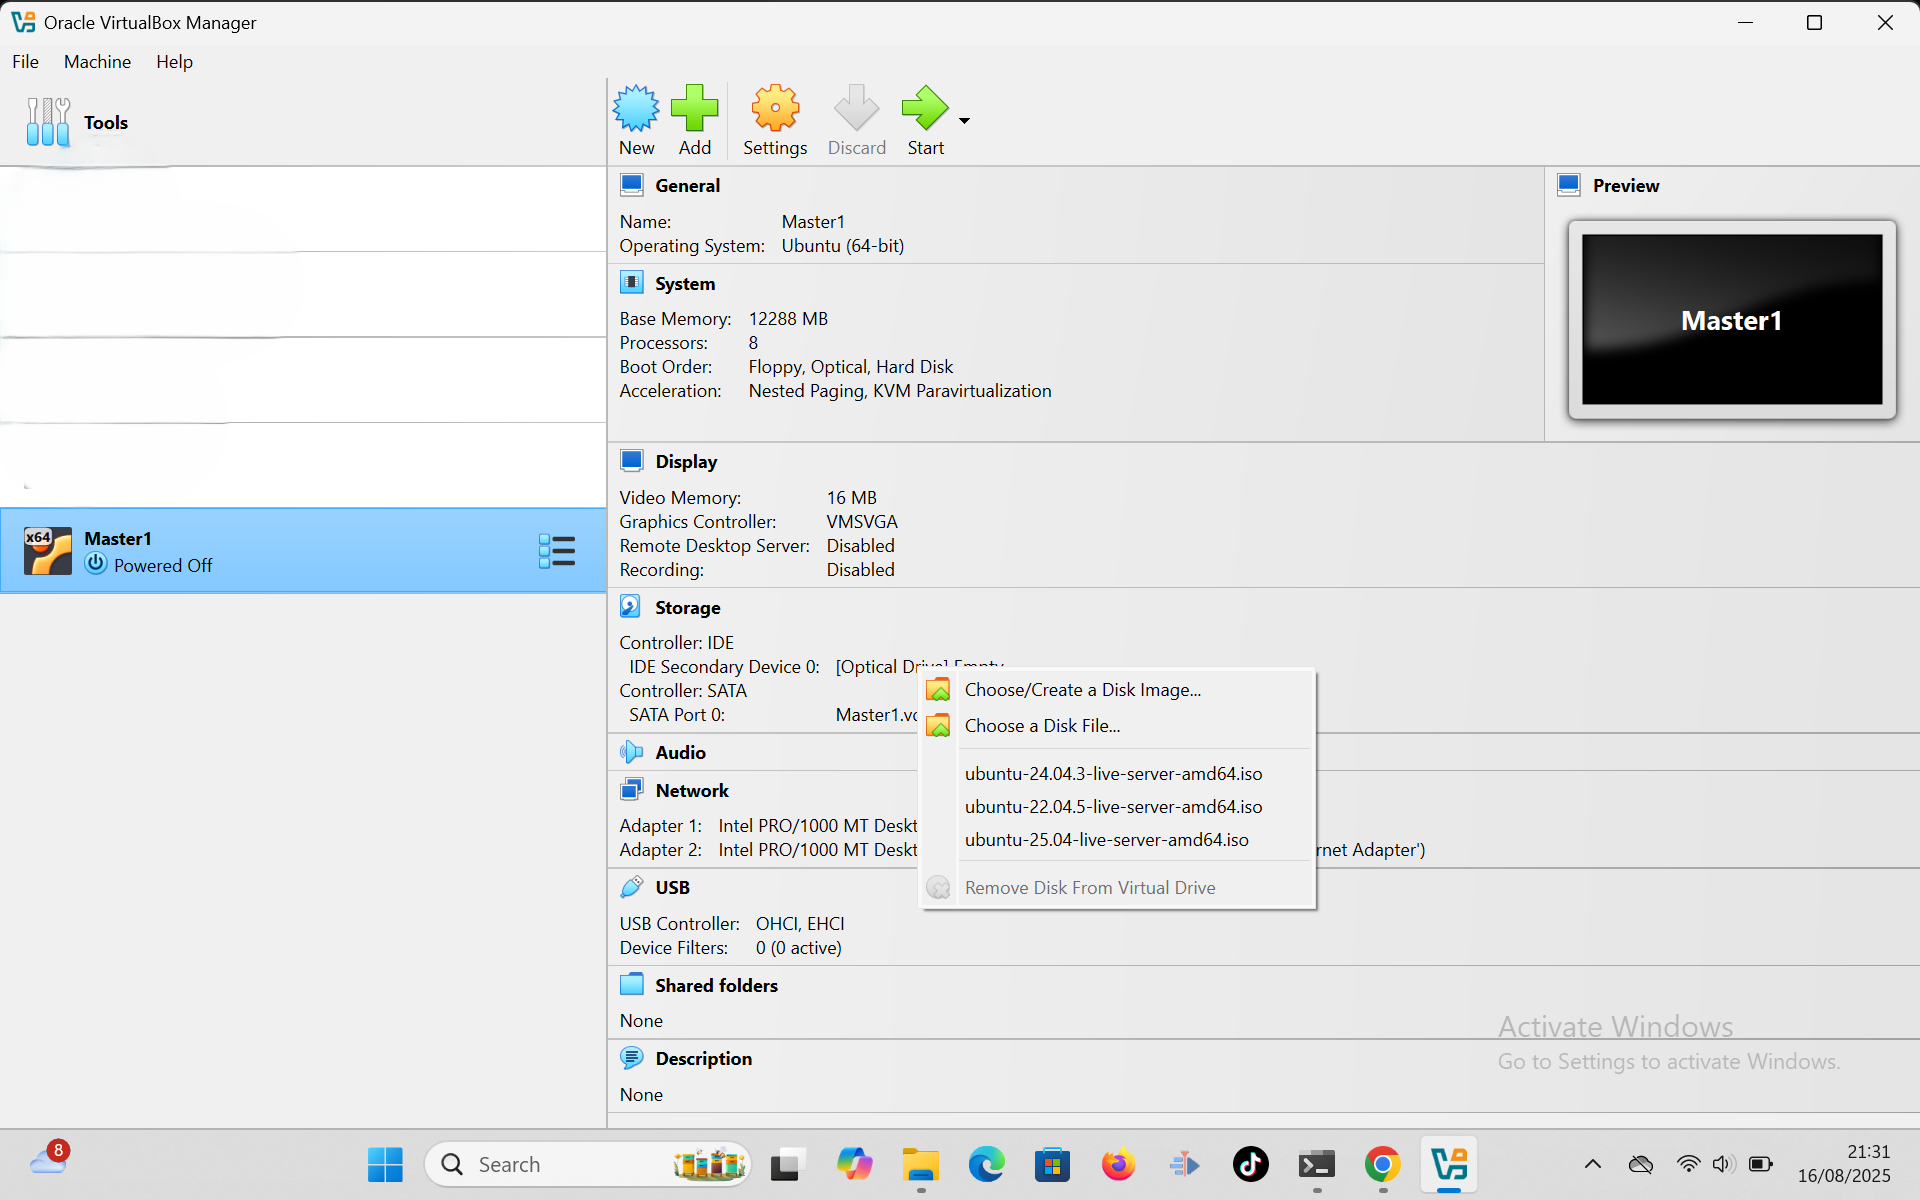 Oracle VirtualBox Manager
File Machine Help
Tools
New Add Settings Discard Start
General
Name: Master1
Operating System: Ubuntu (64-bit)
Preview
Master1
System
Base Memory: 12288 MB
Processors: 8
Boot Order: Floppy, Optical, Hard Disk
Acceleration: Nested Paging, KVM Paravirtualization
Display
Video Memory: 16 MB
Graphics Controller: VMSVGA
Remote Desktop Server: Disabled
Recording: Disabled
x64
Master1
Powered Off
Storage
Controller: IDE
IDE Secondary Device 0: [Optical Drive] Empty
Controller: SATA
SATA Port 0: Master1
Choose/Create a Disk Image...
Choose a Disk File...
ubuntu-24.04.3-live-server-amd64.iso
ubuntu-22.04.5-live-server-amd64.iso
ubuntu-25.04-live-server-amd64.iso
Remove Disk From Virtual Drive
Audio
Network
Adapter 1: Intel PRO/1000 MT Deskt
Adapter 2: Intel PRO/1000 MT Deskt rnet Adapter')
USB
USB Controller: OHCI, EHCI
Device Filters: 0 (0 active)
Shared folders
None
Description
None
Activate Windows
Go to Settings to activate Windows.
8
Search
21:31
16/08/2025